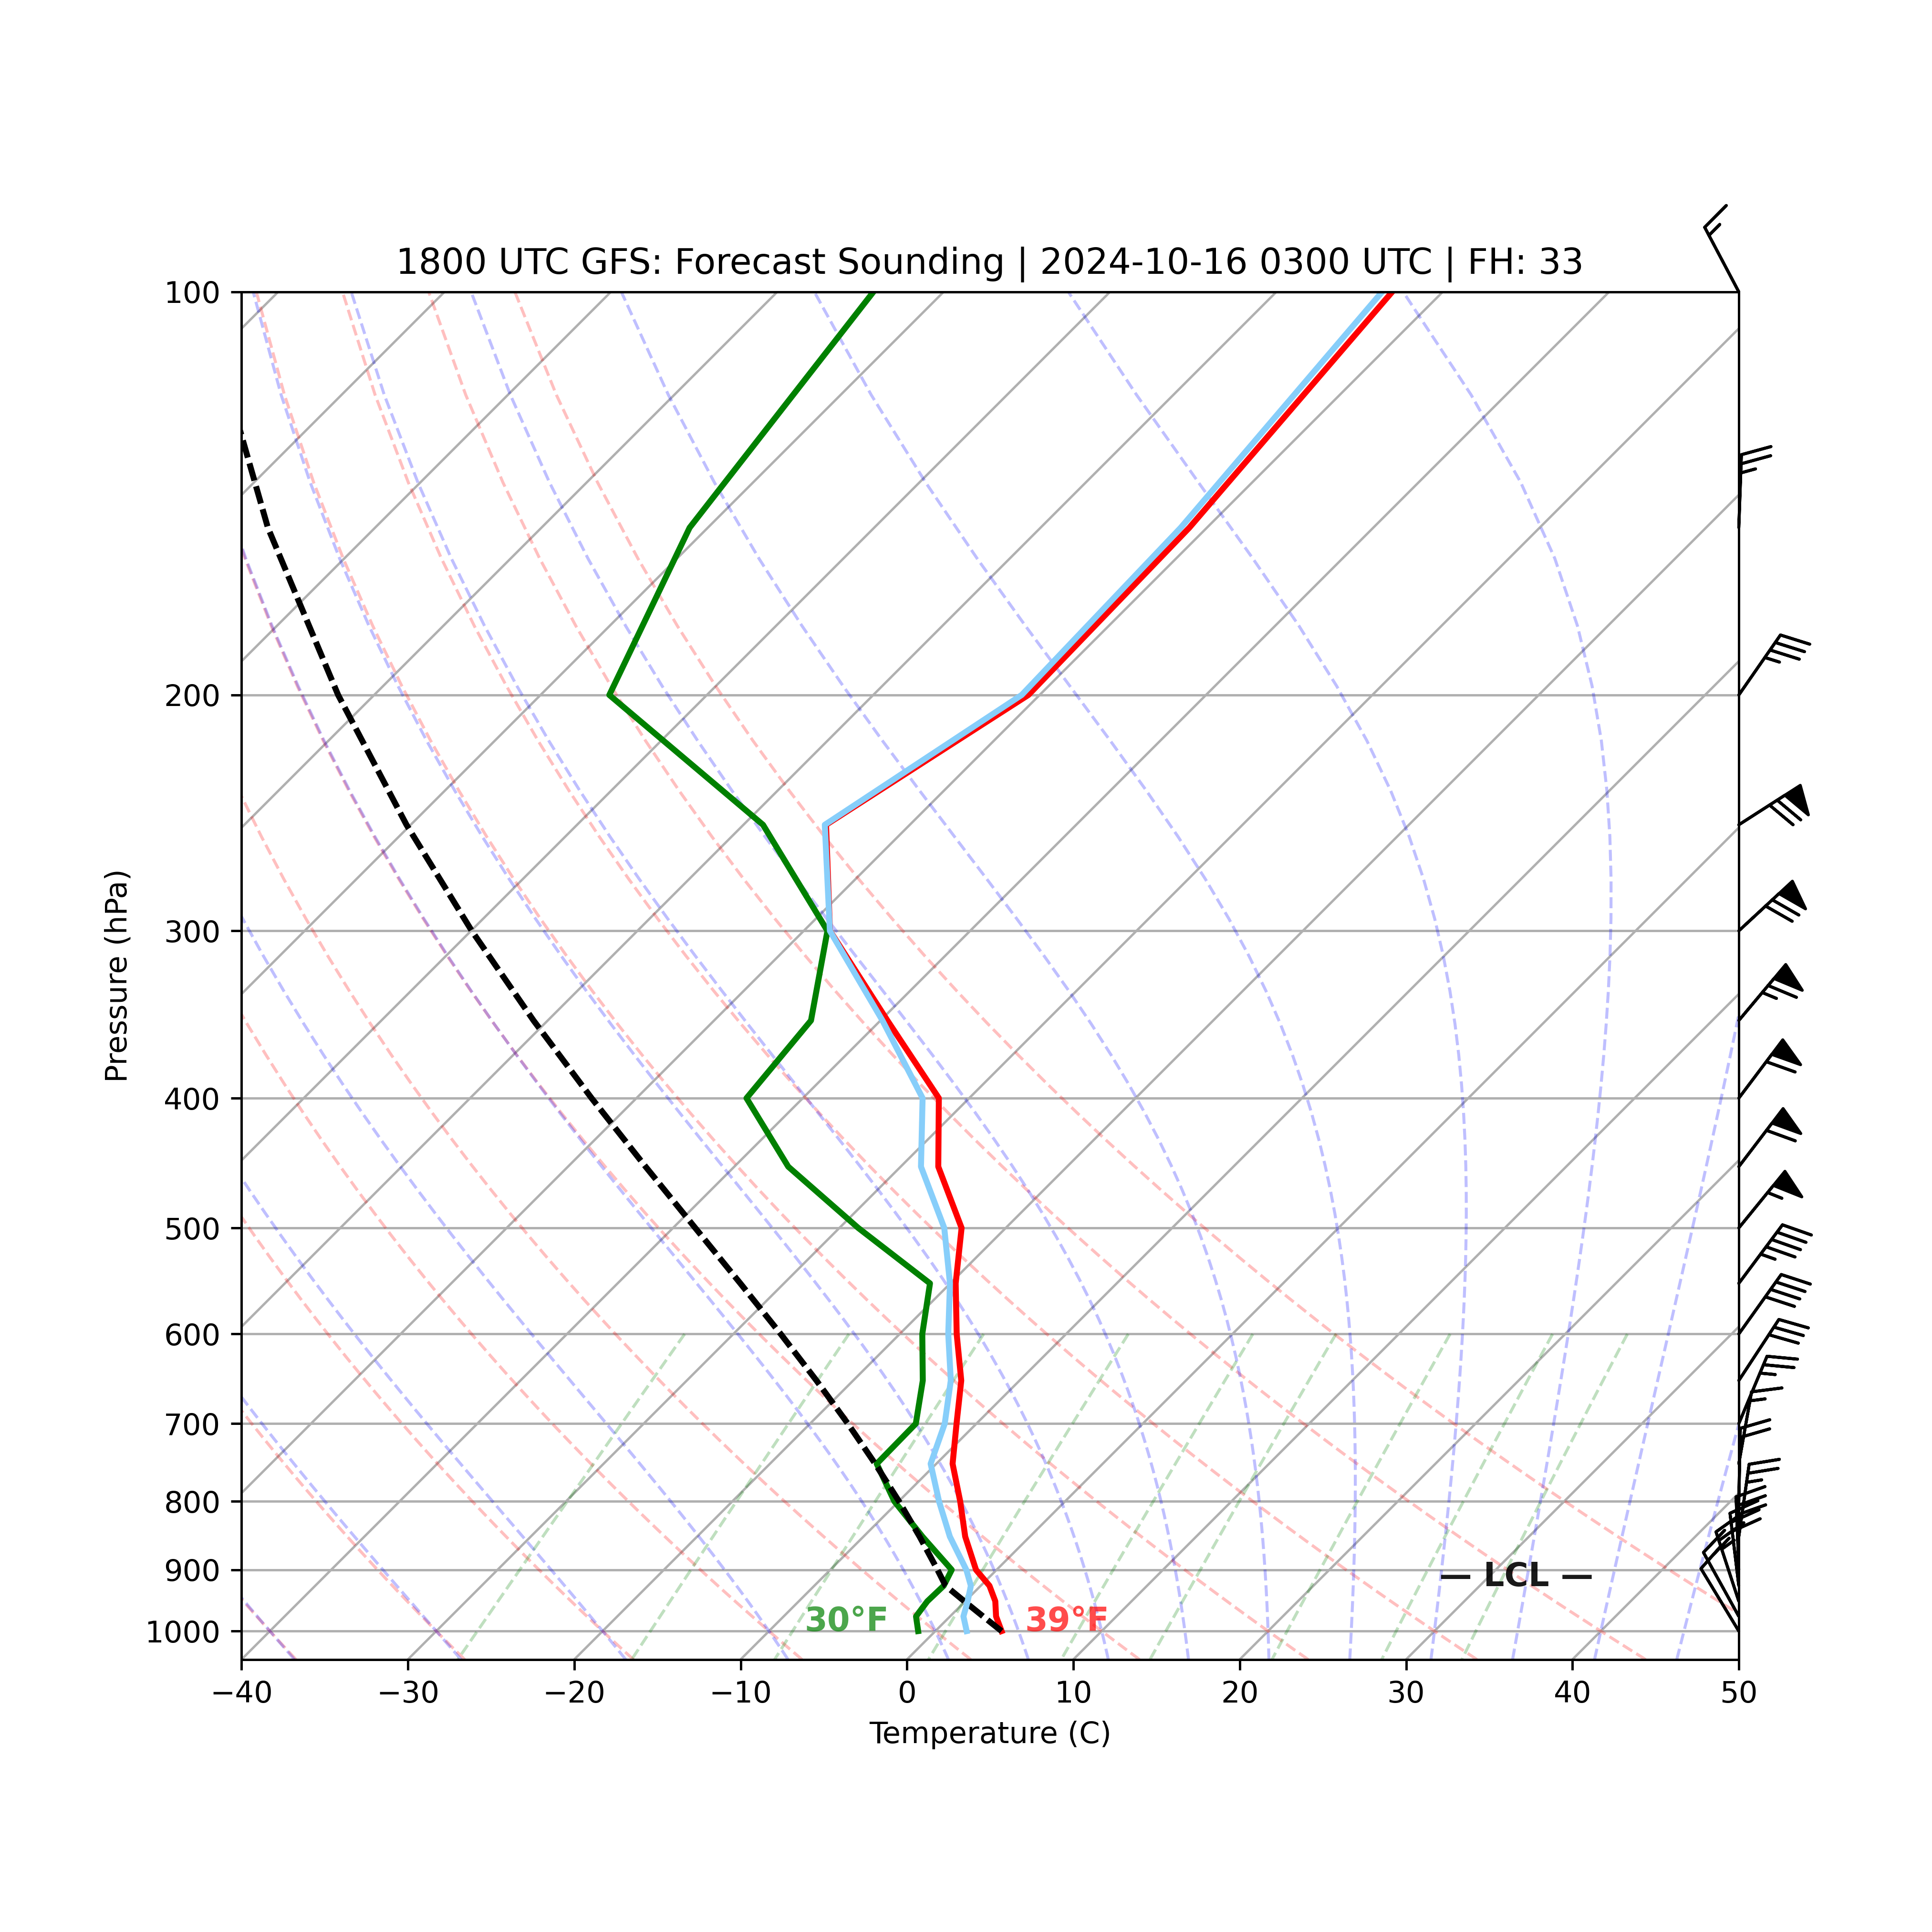 1800 UTC GFS: Forecast Sounding | 2024-10-16 0300 UTC | FH: 33
100
200
300
400
500
600
700
800
900
1000
Pressure (hPa)
— LCL —
30°F
39°F
−40 −30 −20 −10 0 10 20 30 40 50
Temperature (C)